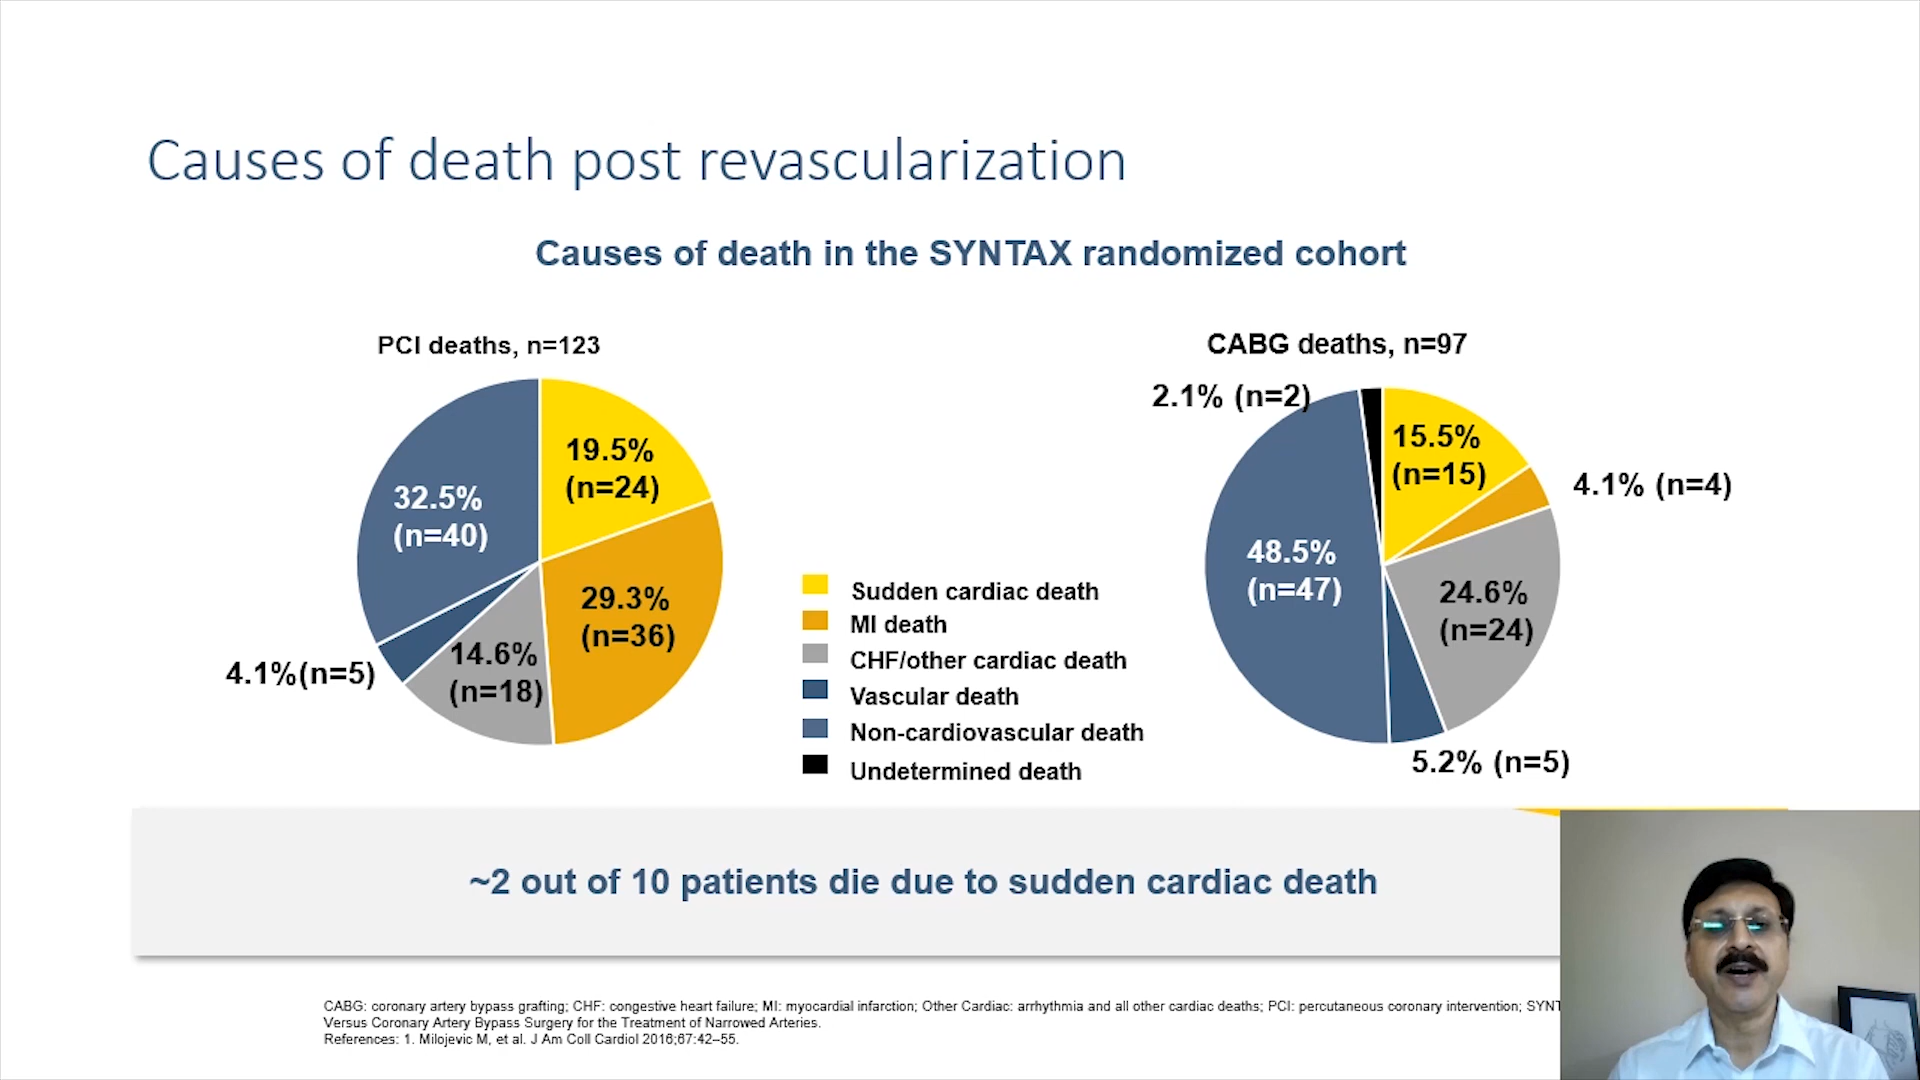 Causes of death post revascularization
Causes of death in the SYNTAX randomized cohort
PCI deaths, n=123
19.5%
(n=24)
29.3%
(n=36)
14.6%
(n=18)
4.1%(n=5)
32.5%
(n=40)
Sudden cardiac death
MI death
CHF/other cardiac death
Vascular death
Non-cardiovascular death
Undetermined death
CABG deaths, n=97
2.1% (n=2)
15.5%
(n=15)
4.1% (n=4)
24.6%
(n=24)
5.2% (n=5)
48.5%
(n=47)
~2 out of 10 patients die due to sudden cardiac death
CABG: coronary artery bypass grafting; CHF: congestive heart failure; MI: myocardial infarction; Other Cardiac: arrhythmia and all other cardiac deaths; PCI: percutaneous coronary intervention; SYNT
Versus Coronary Artery Bypass Surgery for the Treatment of Narrowed Arteries.
References: 1. Milojevic M, et al. J Am Coll Cardiol 2016;67:42–55.